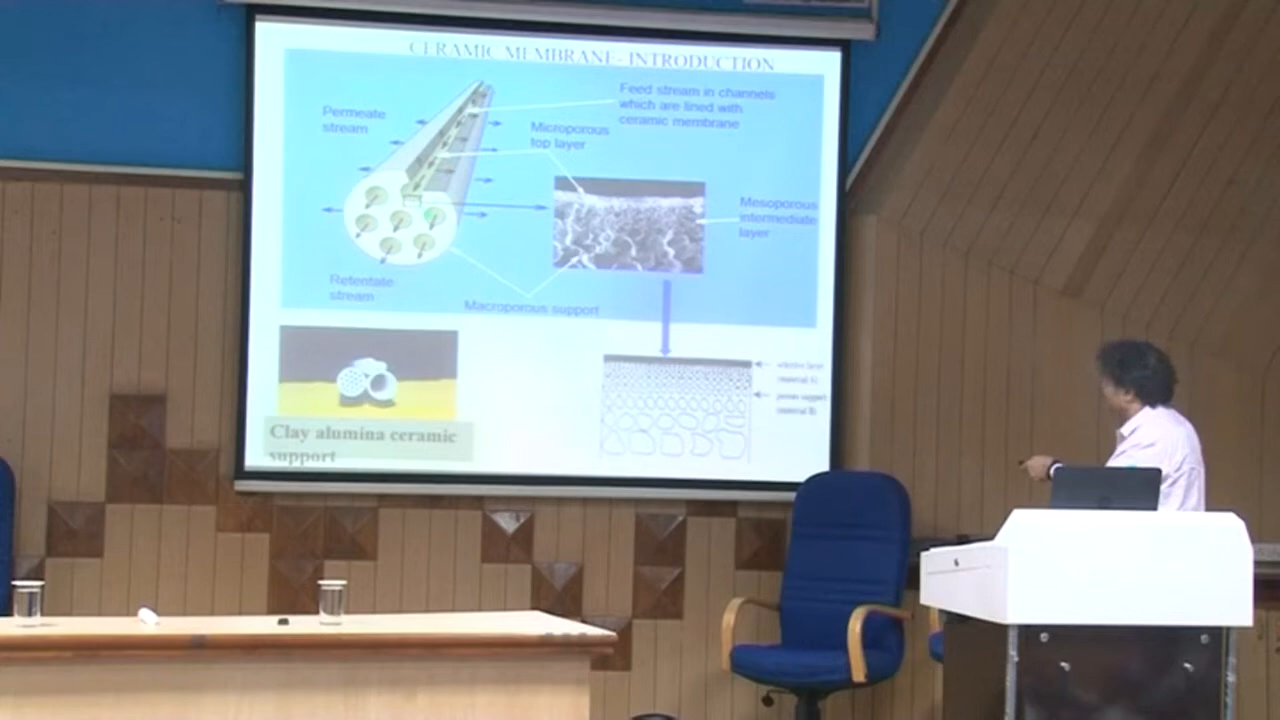 CERAMIC MEMBRANE- INTRODUCTION
Feed stream in channels
which are lined with
ceramic membrane
Permeate
stream
Microporous
top layer
Mesoporous
intermediate
layer
Retentate
stream
Macroporous support
Clay alumina ceramic
support